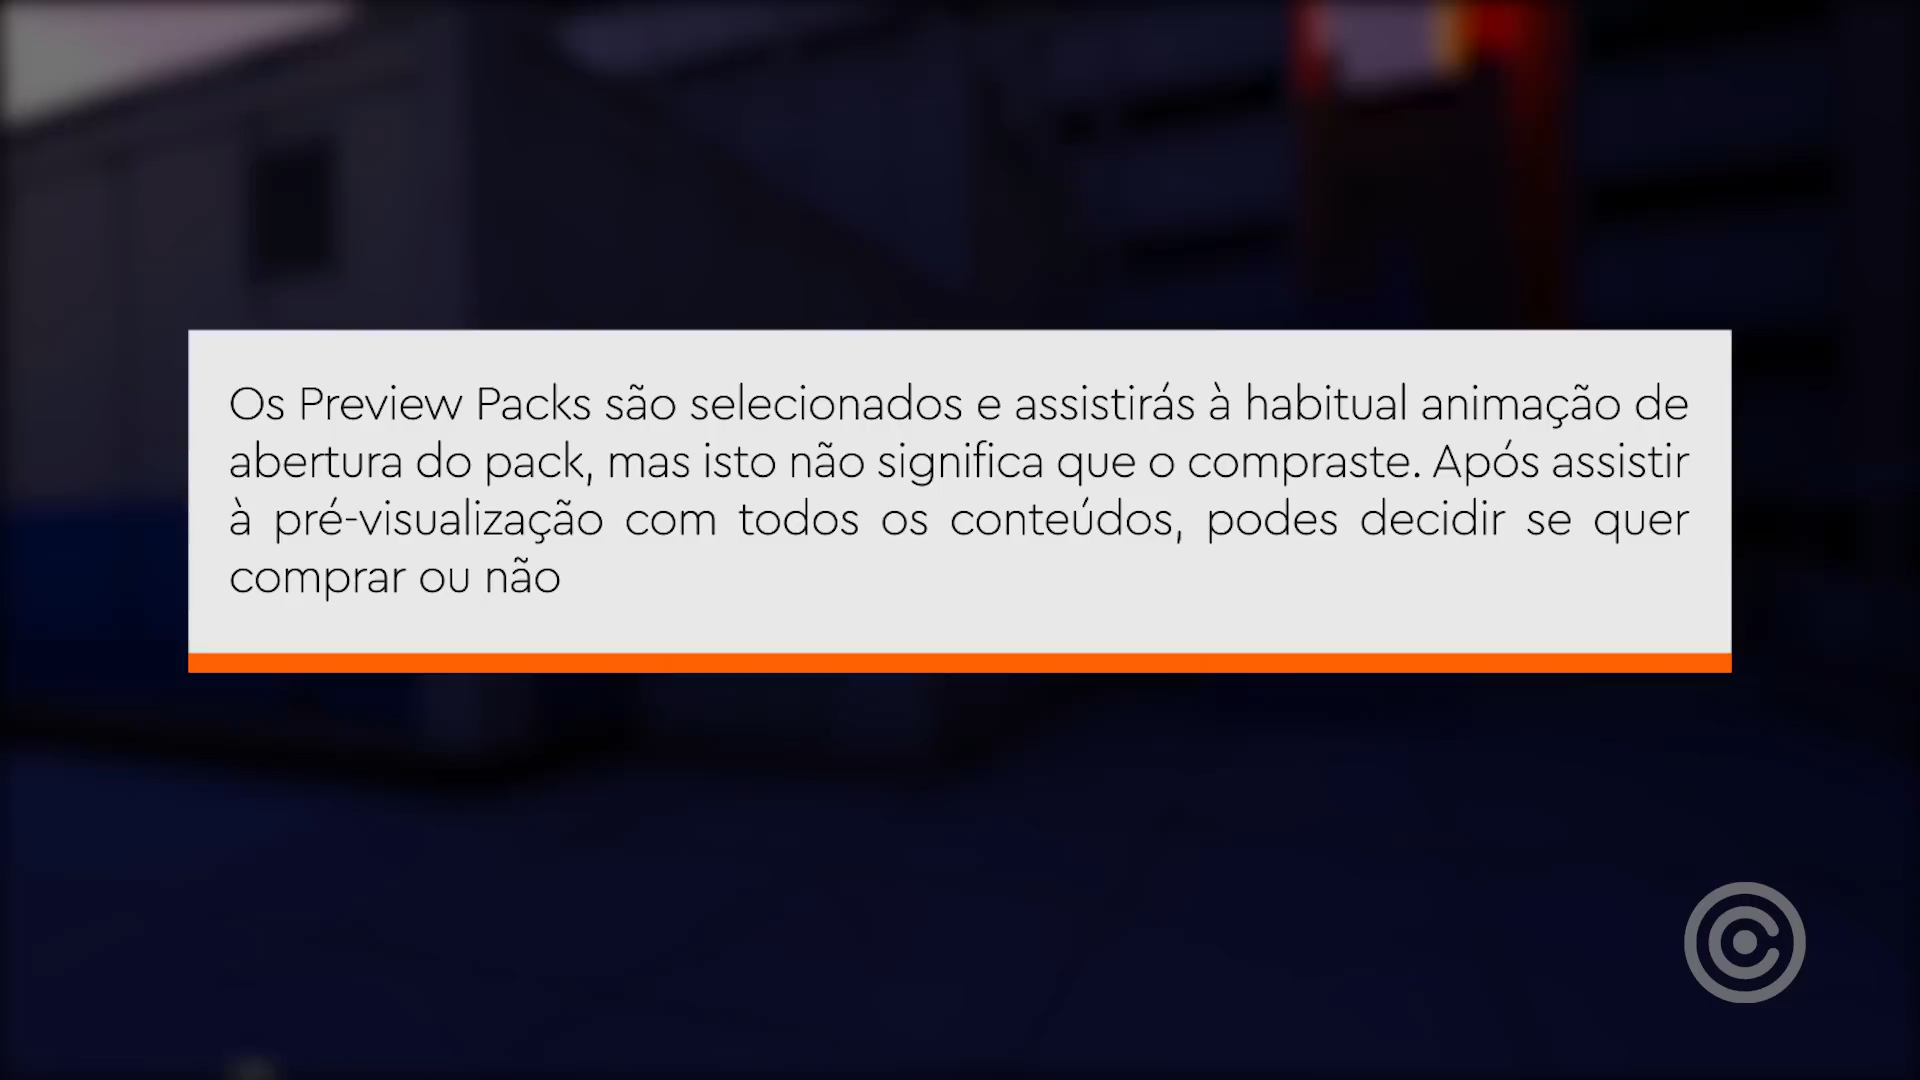 Os Preview Packs são selecionados e assistirás à habitual animação de
abertura do pack, mas isto não significa que o compraste. Após assistir
à pré-visualização com todos os conteúdos, podes decidir se quer
comprar ou não